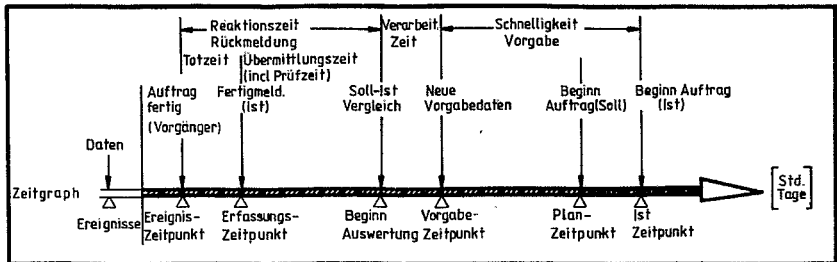 Reaktionszeit Verarbeit. Schnelligkeit
Rückmeldung Zeit Vorgabe
Totzeit Übermittlungszeit
(incl Prüfzeit)
Auftrag Fertigmeld. Soll-Ist Neue Beginn Beginn Auftrag
fertig (Ist) Vergleich Vorgabedaten Auftrag(Soll) (Ist)
(Vorgänger)
Daten
Zeitgraph [Std.
Tage]
Ereignisse Ereignis- Erfassungs- Beginn Vorgabe- Plan- Ist
Zeitpunkt Zeitpunkt Auswertung Zeitpunkt Zeitpunkt Zeitpunkt